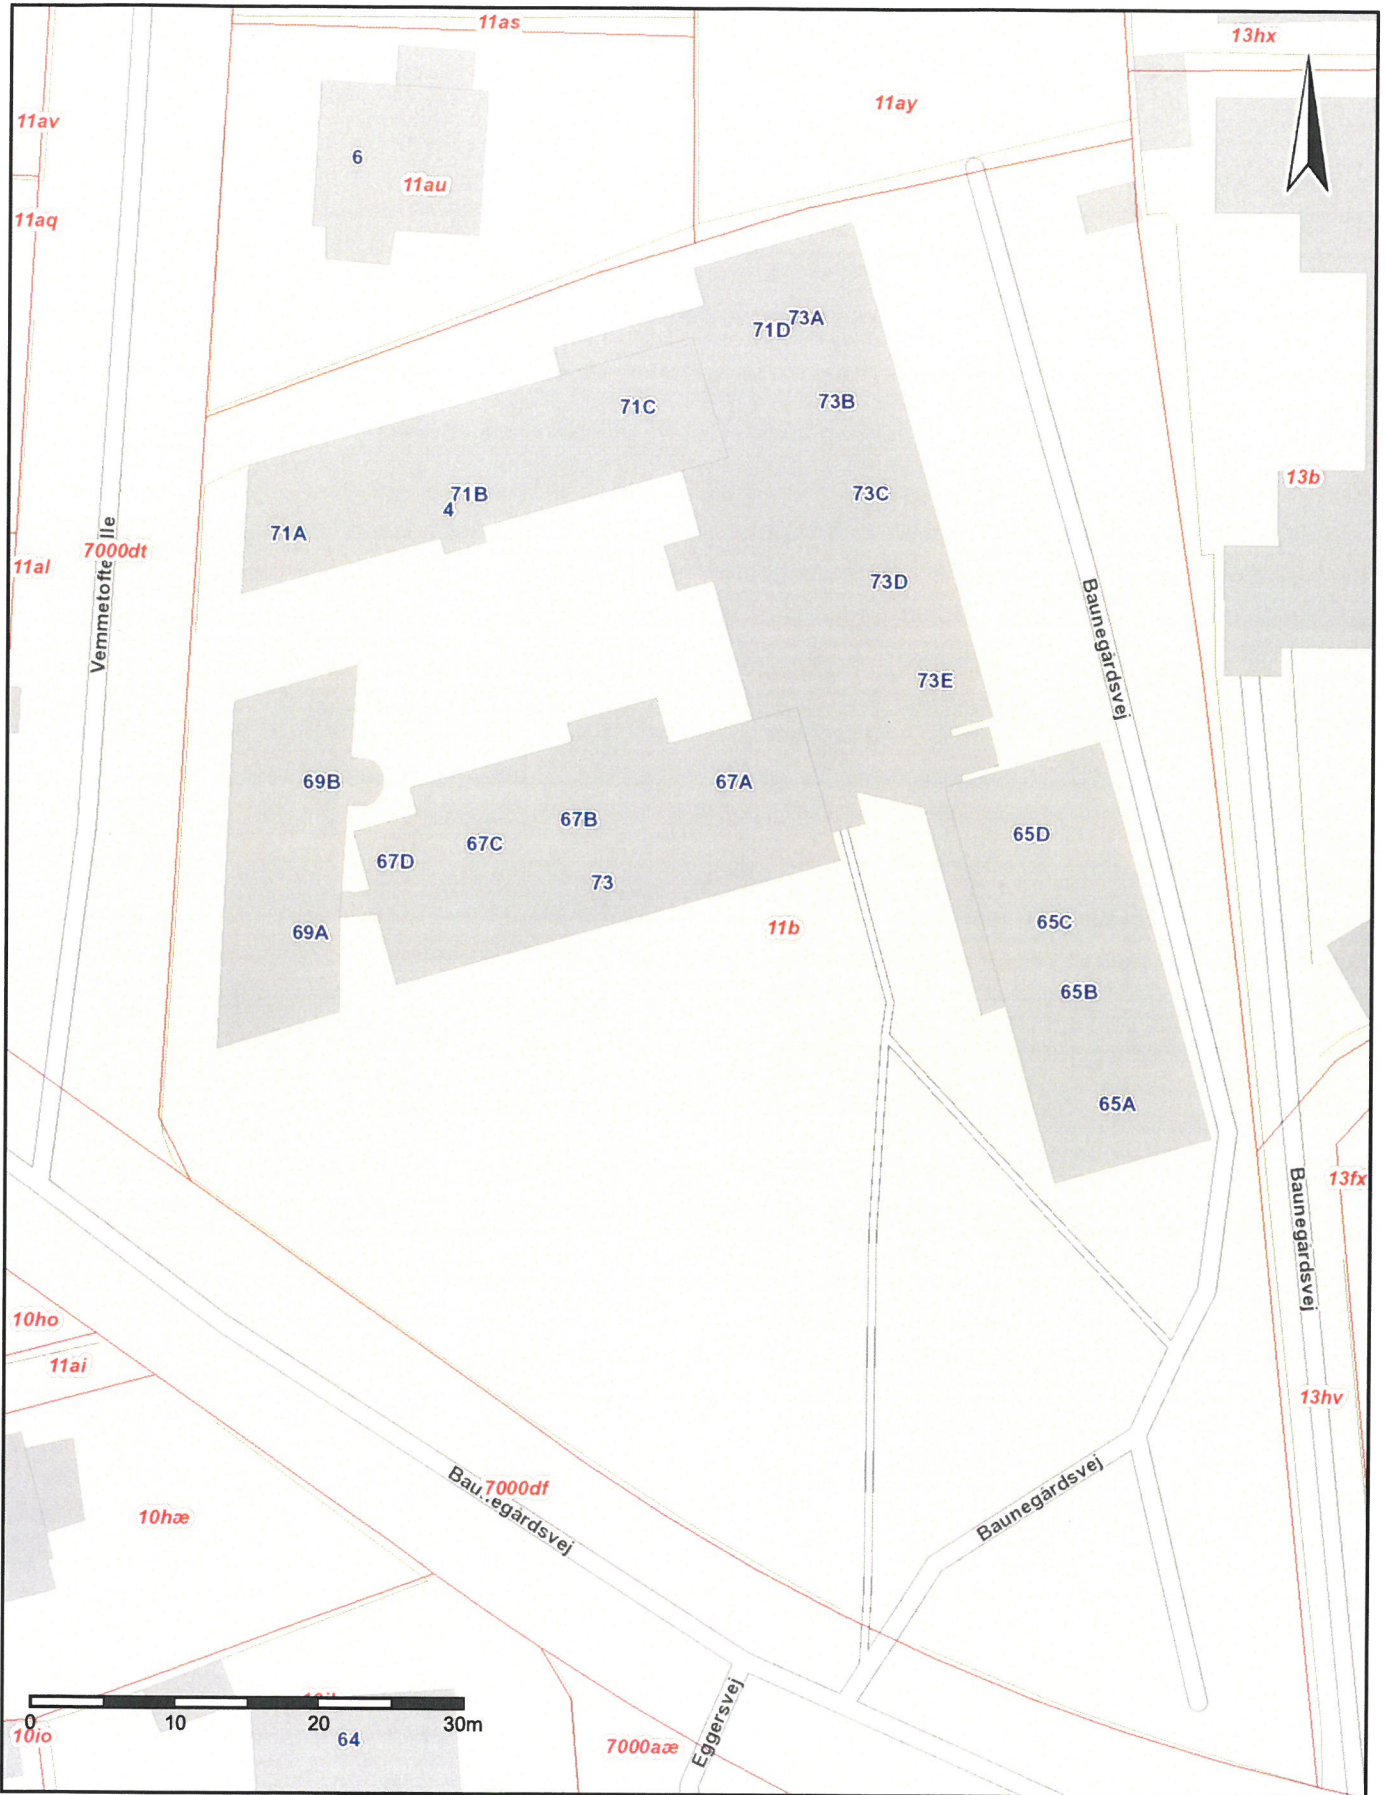 11as
13hx
11av
11ay
6
11au
11aq
73A
71D
71C
73B
71B
4
73C
13b
71A
Vemmetofte lle
7000dt
11al
73D
Baunegårdsvej
73E
69B
67A
67B
65D
67C
67D
73
69A
11b
65C
65B
65A
13fx
Baunegårdsvej
10ho
11ai
13hv
7000df
Baunegårdsvej
Baunegårdsvej
10hæ
0 10 20 30m
10io
64
7000aæ
Eggersvej